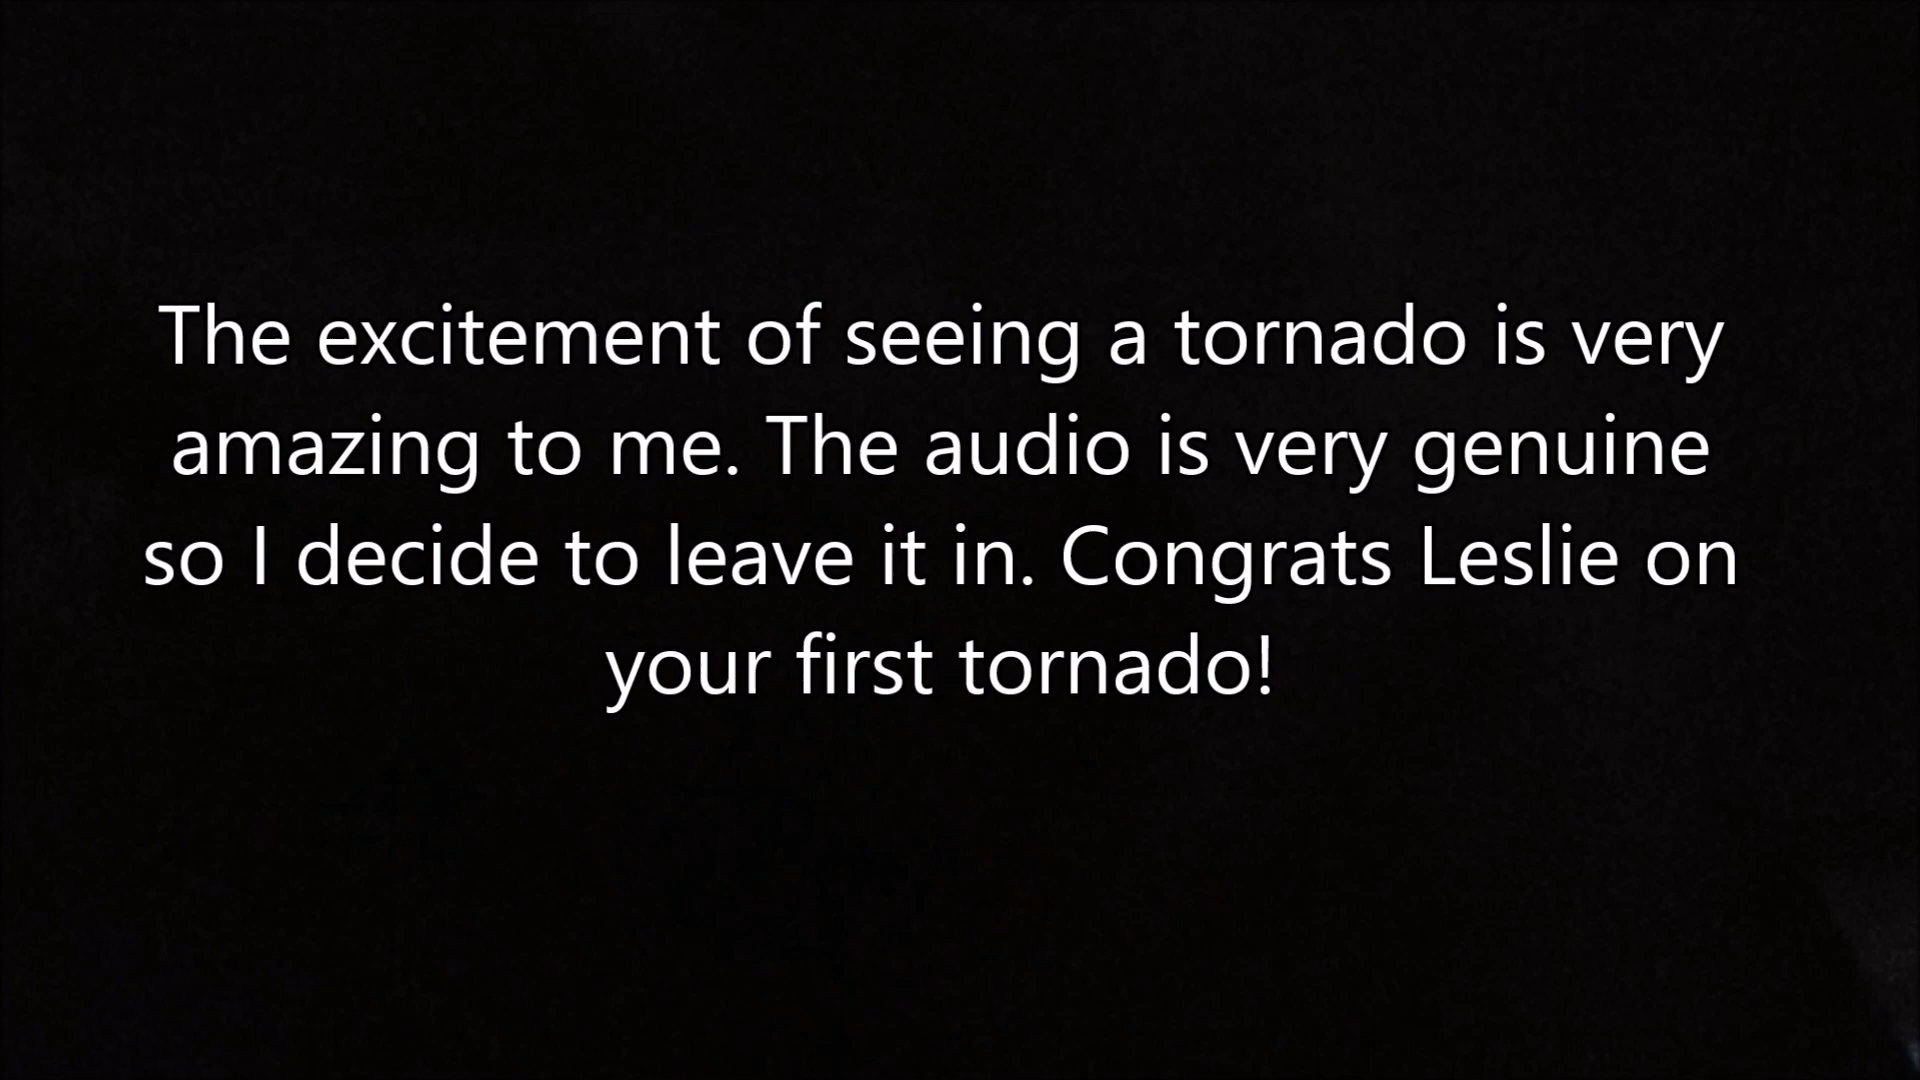 The excitement of seeing a tornado is very
amazing to me. The audio is very genuine
so I decide to leave it in. Congrats Leslie on
your first tornado!